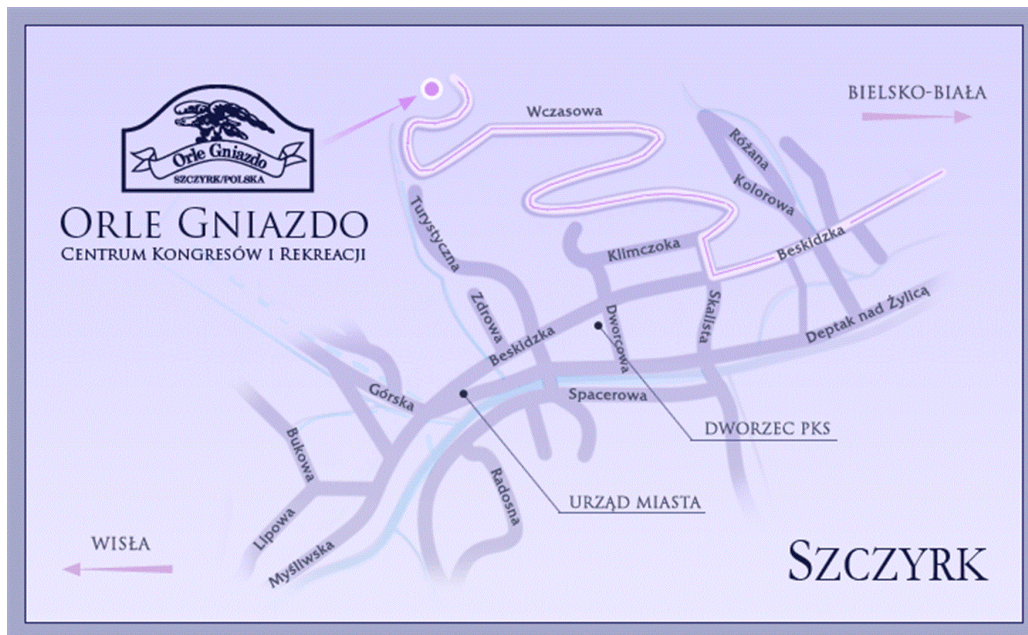 Orle Gniazdo
SZCZYRK/POLSKA
ORLE GNIAZDO
CENTRUM KONGRESÓW I REKREACJI
BIELSKO-BIAŁA
Wczasowa
Różana
Kolorowa
Turystyczna
Klimczoka
Beskidzka
Zdrowa
Skalista
Dworcowa
Deptak nad Żylicą
Beskidzka
Górska
Spacerowa
DWORZEC PKS
Bukowa
Radosna
URZĄD MIASTA
Lipowa
Myśliwska
WISŁA
SZCZYRK